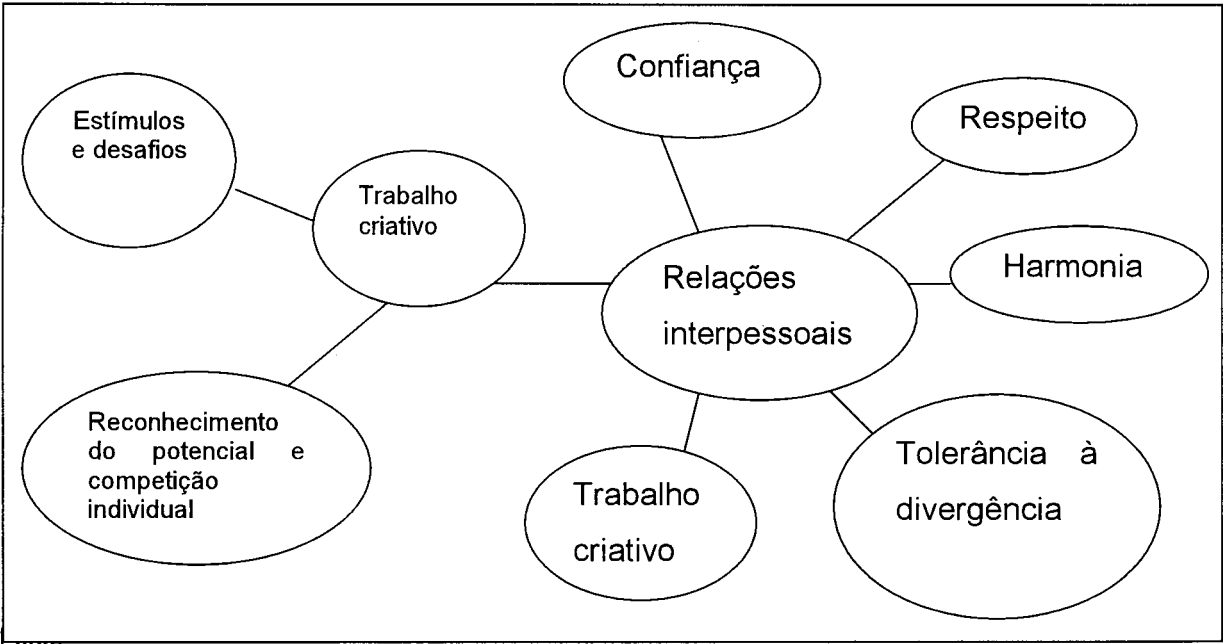 Confiança
Respeito
Estímulos
e desafios
Trabalho
criativo
Relações
interpessoais
Harmonia
Reconhecimento
do potencial e
competição
individual
Trabalho
criativo
Tolerância à
divergência